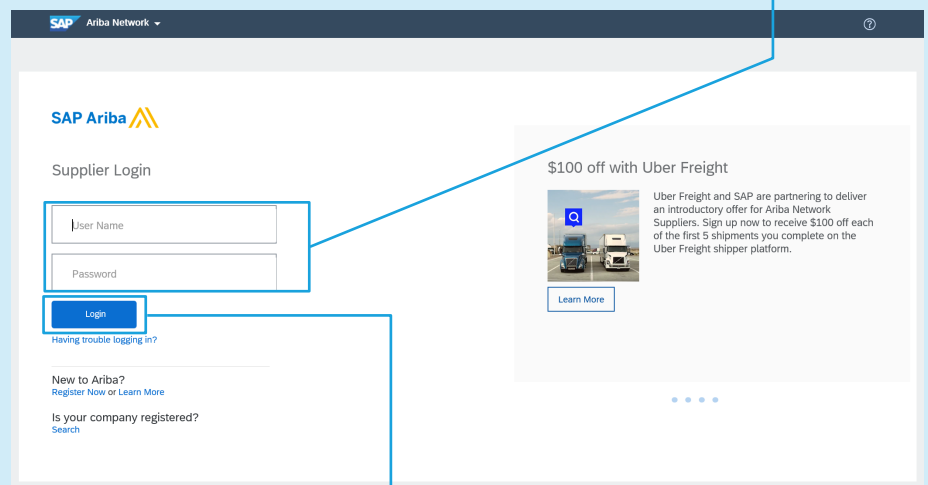 SAP Ariba Network
SAP Ariba
Supplier Login
User Name
Password
Login
Having trouble logging in?
New to Ariba?
Register Now or Learn More
Is your company registered?
Search
$100 off with Uber Freight
Uber Freight and SAP are partnering to deliver
an introductory offer for Ariba Network
Suppliers. Sign up now to receive $100 off each
of the first 5 shipments you complete on the
Uber Freight shipper platform.
Learn More